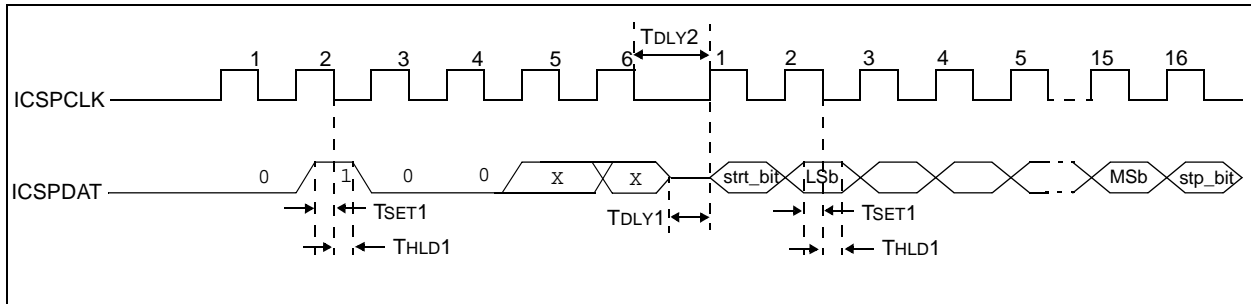 TDLY2
1 2 3 4 5 6 1 2 3 4 5 15 16
ICSPCLK
ICSPDAT
0 1 0 0 X X strt_bit LSb MSb stp_bit
TSET1 TDLY1 TSET1
THLD1 THLD1